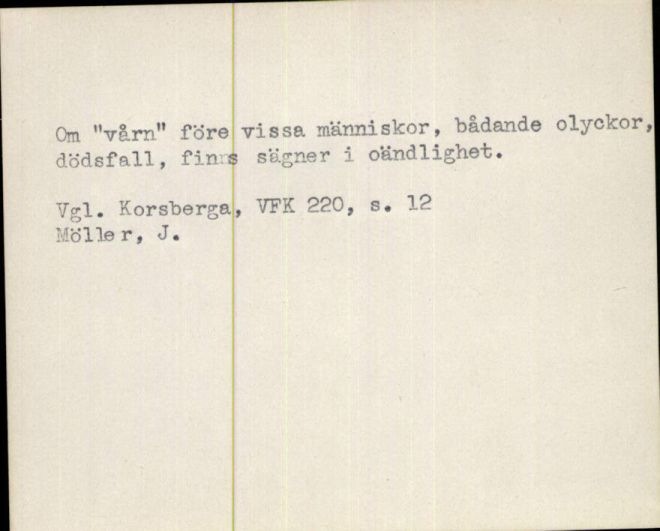 Om "vårn" före vissa människor, bådande olyckor,
dödsfall, finns sägner i oändlighet.
Vgl. Korsberga, VFK 220, s. 12
Möller, J.